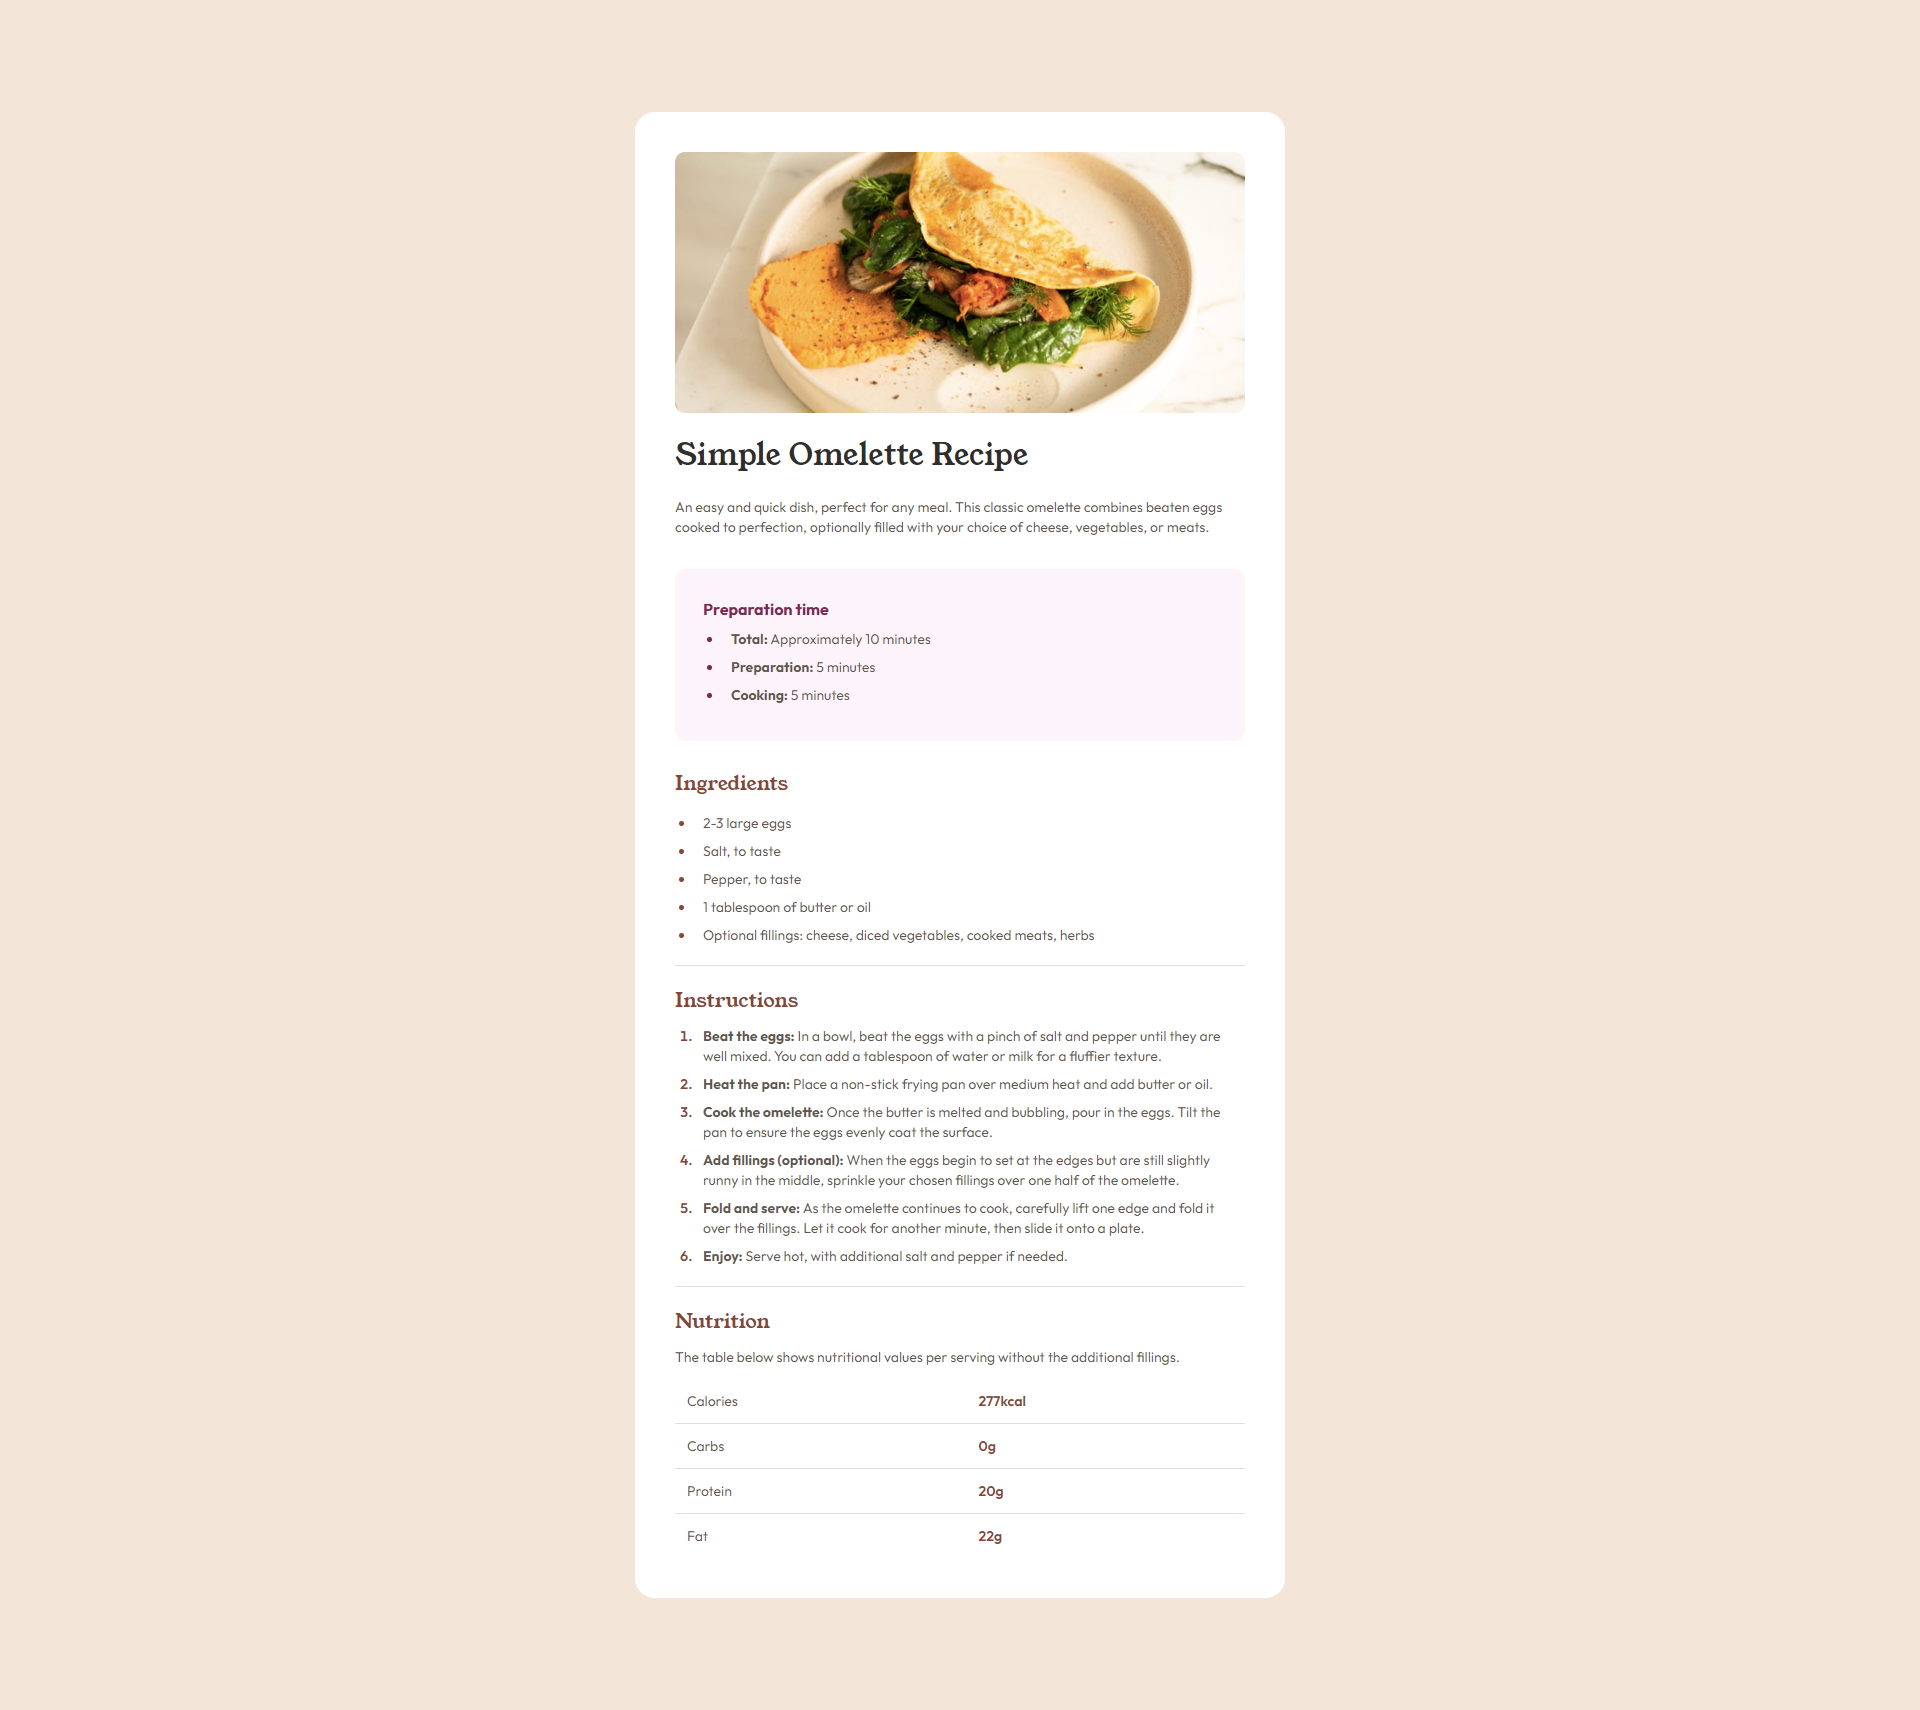 Simple Omelette Recipe
An easy and quick dish, perfect for any meal. This classic omelette combines beaten eggs
cooked to perfection, optionally filled with your choice of cheese, vegetables, or meats.
Preparation time
• Total: Approximately 10 minutes
• Preparation: 5 minutes
• Cooking: 5 minutes
Ingredients
• 2-3 large eggs
• Salt, to taste
• Pepper, to taste
• 1 tablespoon of butter or oil
• Optional fillings: cheese, diced vegetables, cooked meats, herbs
Instructions
1. Beat the eggs: In a bowl, beat the eggs with a pinch of salt and pepper until they are
well mixed. You can add a tablespoon of water or milk for a fluffier texture.
2. Heat the pan: Place a non-stick frying pan over medium heat and add butter or oil.
3. Cook the omelette: Once the butter is melted and bubbling, pour in the eggs. Tilt the
pan to ensure the eggs evenly coat the surface.
4. Add fillings (optional): When the eggs begin to set at the edges but are still slightly
runny in the middle, sprinkle your chosen fillings over one half of the omelette.
5. Fold and serve: As the omelette continues to cook, carefully lift one edge and fold it
over the fillings. Let it cook for another minute, then slide it onto a plate.
6. Enjoy: Serve hot, with additional salt and pepper if needed.
Nutrition
The table below shows nutritional values per serving without the additional fillings.
Calories 277kcal
Carbs 0g
Protein 20g
Fat 22g